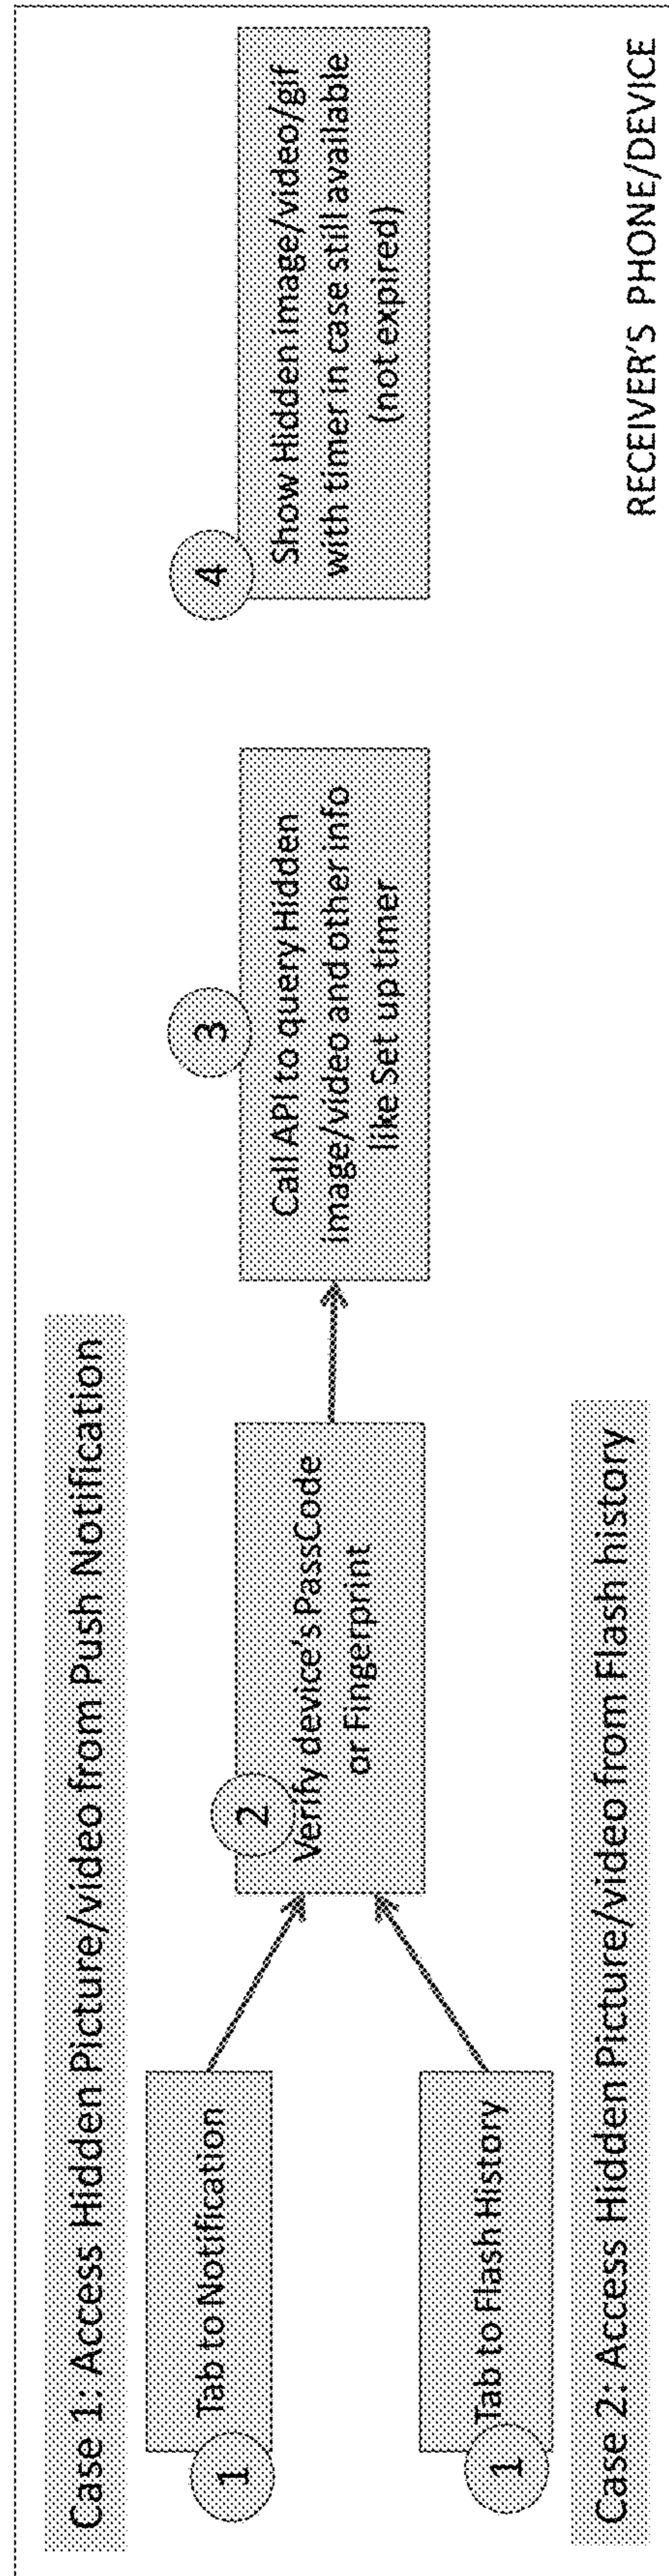 Case 1: Access Hidden Picture/video from Push Notification
1
Tab to Notification
1
Tab to Flash History
2
Verify device's PassCode
or Fingerprint
3
Call API to query Hidden
image/video and other info
like Set up timer
4
Show Hidden image/video/gif
with timer in case still available
(not expired)
Case 2: Access Hidden Picture/video from Flash history
RECEIVER'S PHONE/DEVICE